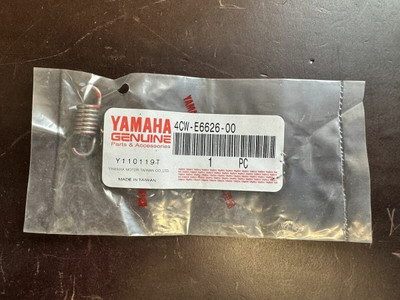 YAMAHA
GENUINE
Parts & Accessories
Y1101197
YAMAHA MOTOR TAIWAN CO.,LTD.
MADE IN TAIWAN
4CW-E6626-00
1 PC